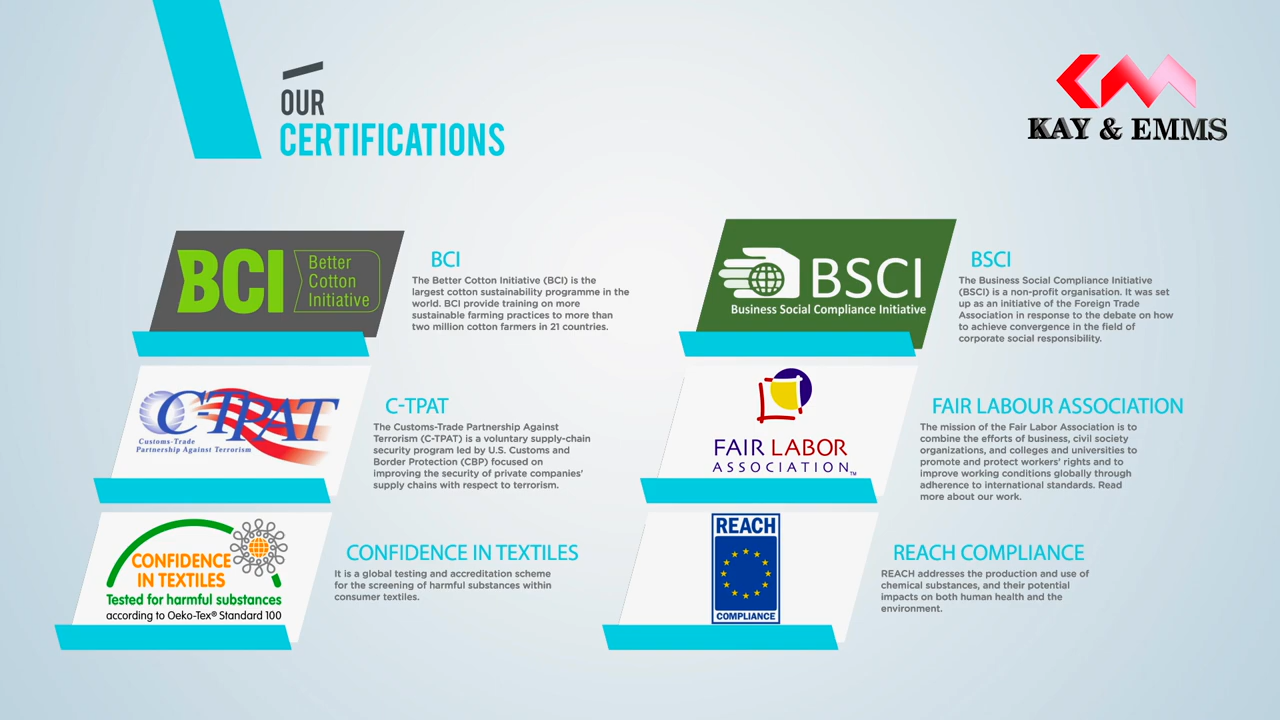 OUR
CERTIFICATIONS
KAY & EMMS
BCI
Better
Cotton
Initiative
BCI
The Better Cotton Initiative (BCI) is the
largest cotton sustainability programme in the
world. BCI provide training on more
sustainable farming practices to more than
two million cotton farmers in 21 countries.
BSCI
Business Social Compliance Initiative
BSCI
The Business Social Compliance Initiative
(BSCI) is a non-profit organisation. It was set
up as an initiative of the Foreign Trade
Association in response to the debate on how
to achieve convergence in the field of
corporate social responsibility.
C-TPAT
Customs-Trade
Partnership Against Terrorism
C-TPAT
The Customs-Trade Partnership Against
Terrorism (C-TPAT) is a voluntary supply-chain
security program led by U.S. Customs and
Border Protection (CBP) focused on
improving the security of private companies'
supply chains with respect to terrorism.
FAIR LABOR
ASSOCIATION™
FAIR LABOUR ASSOCIATION
The mission of the Fair Labor Association is to
combine the efforts of business, civil society
organizations, and colleges and universities to
promote and protect workers' rights and to
improve working conditions globally through
adherence to international standards. Read
more about our work.
CONFIDENCE
IN TEXTILES
Tested for harmful substances
according to Oeko-Tex® Standard 100
CONFIDENCE IN TEXTILES
It is a global testing and accreditation scheme
for the screening of harmful substances within
consumer textiles.
REACH
COMPLIANCE
REACH COMPLIANCE
REACH addresses the production and use of
chemical substances, and their potential
impacts on both human health and the
environment.